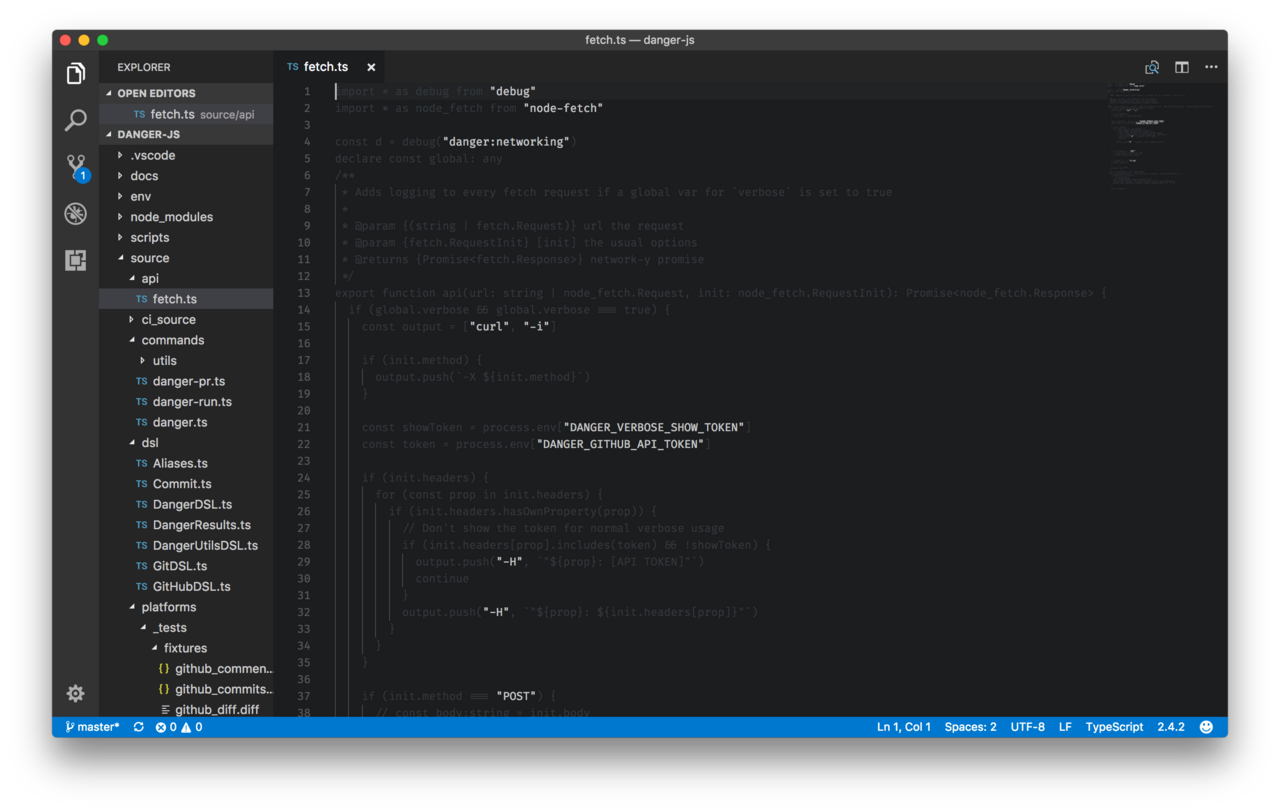 fetch.ts — danger-js
EXPLORER
OPEN EDITORS
TS fetch.ts source/api
DANGER-JS
.vscode
docs
env
node_modules
scripts
source
api
TS fetch.ts
ci_source
commands
utils
TS danger-pr.ts
TS danger-run.ts
TS danger.ts
dsl
TS Aliases.ts
TS Commit.ts
TS DangerDSL.ts
TS DangerResults.ts
TS DangerUtilsDSL.ts
TS GitDSL.ts
TS GitHubDSL.ts
platforms
_tests
fixtures
{} github_commen...
{} github_commits...
github_diff.diff
1
TS fetch.ts ×
1 import * as debug from "debug"
2 import * as node_fetch from "node-fetch"
3
4 const d = debug("danger:networking")
5 declare const global: any
6 /**
7 * Adds logging to every fetch request if a global var for `verbose` is set to true
8 *
9 * @param {(string | fetch.Request)} url the request
10 * @param {fetch.RequestInit} [init] the usual options
11 * @returns {Promise<fetch.Response>} network-y promise
12 */
13 export function api(url: string | node_fetch.Request, init: node_fetch.RequestInit): Promise<node_fetch.Response> {
14 if (global.verbose && global.verbose === true) {
15 const output = ["curl", "-i"]
16
17 if (init.method) {
18 output.push(`-X ${init.method}`)
19 }
20
21 const showToken = process.env["DANGER_VERBOSE_SHOW_TOKEN"]
22 const token = process.env["DANGER_GITHUB_API_TOKEN"]
23
24 if (init.headers) {
25 for (const prop in init.headers) {
26 if (init.headers.hasOwnProperty(prop)) {
27 // Don't show the token for normal verbose usage
28 if (init.headers[prop].includes(token) && !showToken) {
29 output.push("-H", `"${prop}: [API TOKEN]"`)
30 continue
31 }
32 output.push("-H", `"${prop}: ${init.headers[prop]}"`)
33 }
34 }
35 }
36
37 if (init.method === "POST") {
38 // const body:string = init.body
master* 0 0
Ln 1, Col 1 Spaces: 2 UTF-8 LF TypeScript 2.4.2